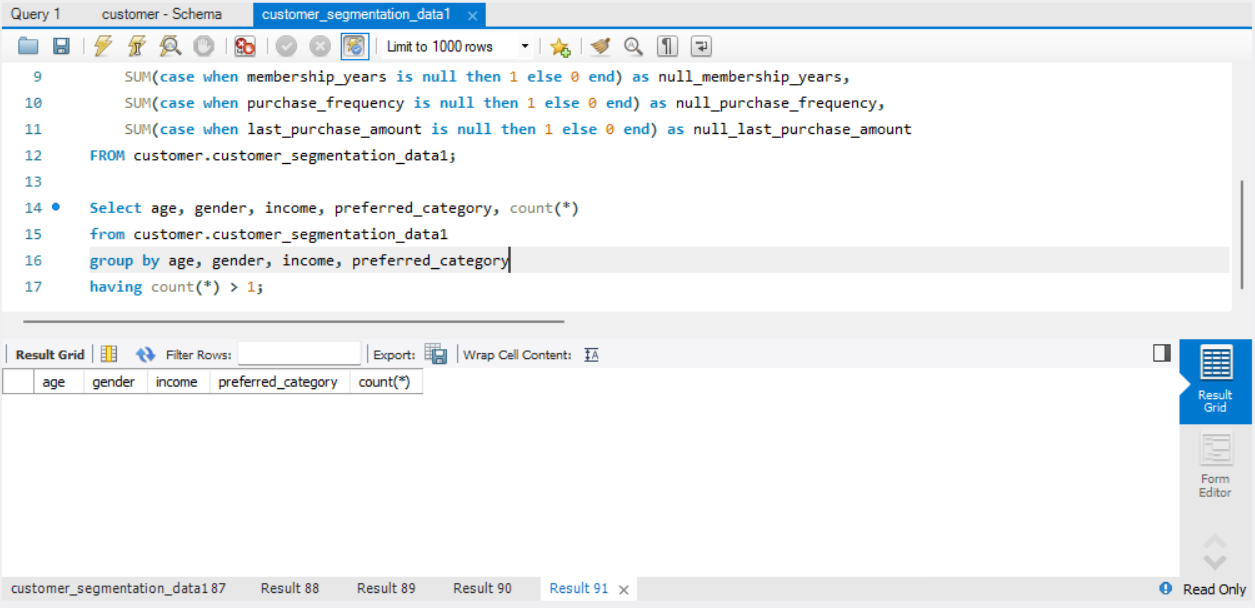 Query 1 customer - Schema customer_segmentation_data1
Limit to 1000 rows
9 SUM(case when membership_years is null then 1 else 0 end) as null_membership_years,
10 SUM(case when purchase_frequency is null then 1 else 0 end) as null_purchase_frequency,
11 SUM(case when last_purchase_amount is null then 1 else 0 end) as null_last_purchase_amount
12 FROM customer.customer_segmentation_data1;
13
14 Select age, gender, income, preferred_category, count(*)
15 from customer.customer_segmentation_data1
16 group by age, gender, income, preferred_category
17 having count(*) > 1;
Result Grid Filter Rows: Export: Wrap Cell Content: IA
age gender income preferred_category count(*)
Result
Grid
Form
Editor
customer_segmentation_data187 Result 88 Result 89 Result 90 Result 91 Read Only